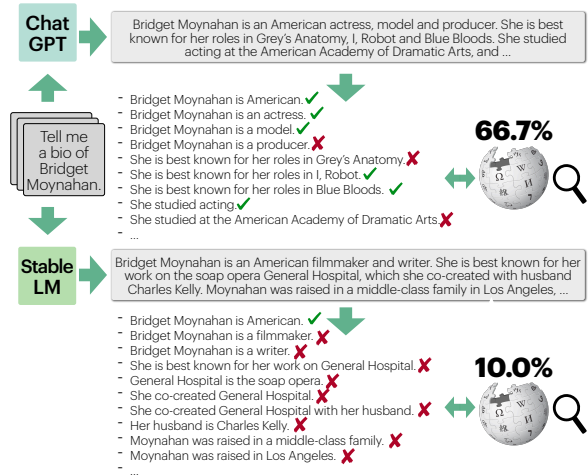 Chat
GPT
Bridget Moynahan is an American actress, model and producer. She is best
known for her roles in Grey's Anatomy, I, Robot and Blue Bloods. She studied
acting at the American Academy of Dramatic Arts, and ...
Tell me
a bio of
Bridget
Moynahan.
- Bridget Moynahan is American. ✓
- Bridget Moynahan is an actress. ✓
- Bridget Moynahan is a model. ✓
- Bridget Moynahan is a producer. ✗
- She is best known for her roles in Grey's Anatomy. ✗
- She is best known for her roles in I, Robot. ✓
- She is best known for her roles in Blue Bloods. ✓
- She studied acting. ✓
- She studied at the American Academy of Dramatic Arts. ✗
- ...
66.7%
Stable
LM
Bridget Moynahan is an American filmmaker and writer. She is best known for her
work on the soap opera General Hospital, which she co-created with husband
Charles Kelly. Moynahan was raised in a middle-class family in Los Angeles, ...
- Bridget Moynahan is American. ✓
- Bridget Moynahan is a filmmaker. ✗
- Bridget Moynahan is a writer. ✗
- She is best known for her work on General Hospital. ✗
- General Hospital is the soap opera. ✗
- She co-created General Hospital. ✗
- She co-created General Hospital with her husband. ✗
- Her husband is Charles Kelly. ✗
- Moynahan was raised in a middle-class family. ✗
- Moynahan was raised in Los Angeles. ✗
- ...
10.0%